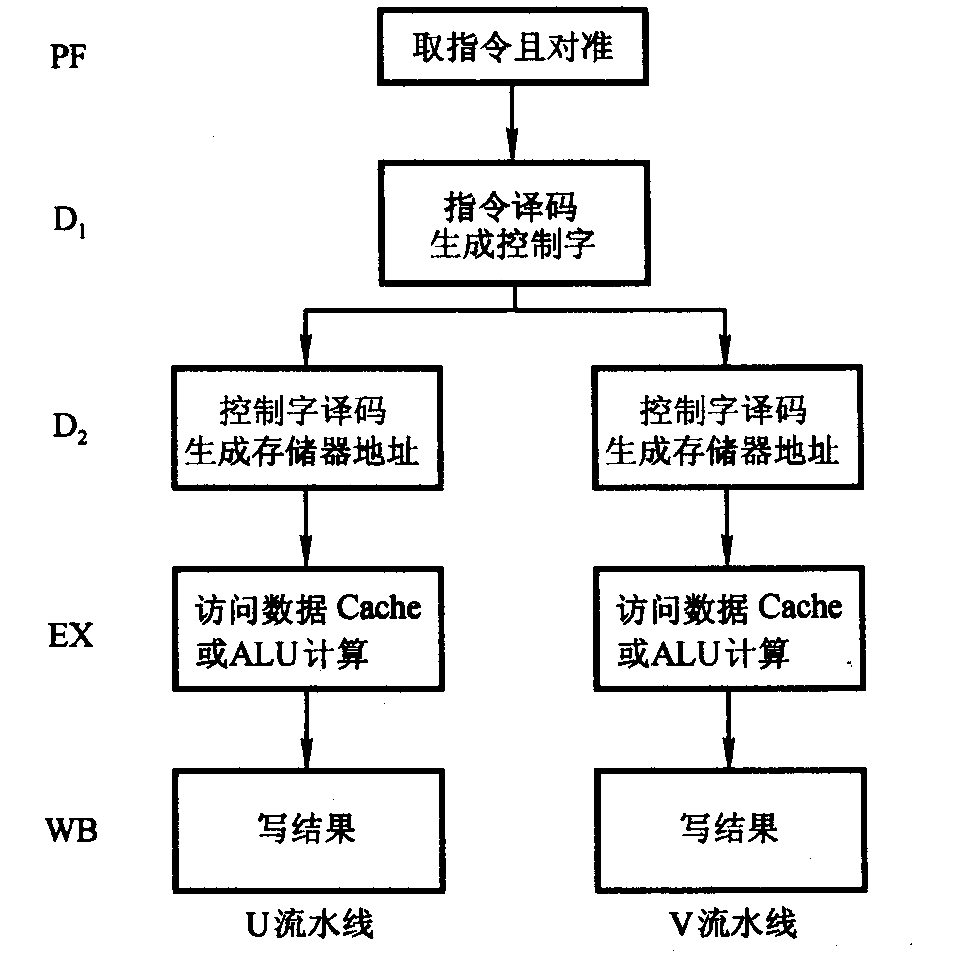 PF
取指令且对准
D₁
指令译码
生成控制字
D₂
控制字译码
生成存储器地址
控制字译码
生成存储器地址
EX
访问数据 Cache
或ALU计算
访问数据 Cache
或ALU计算
WB
写结果
写结果
U流水线
V流水线